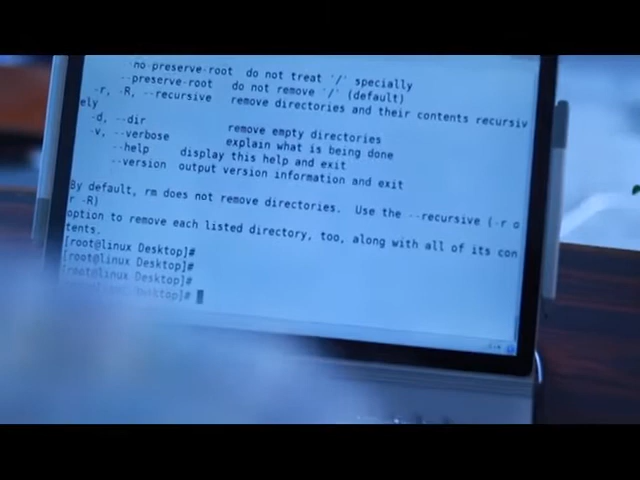 --no-preserve-root  do not treat '/' specially
--preserve-root   do not remove '/' (default)
-r, -R, --recursive   remove directories and their contents recursiv
ely
-d, --dir             remove empty directories
-v, --verbose         explain what is being done
--help     display this help and exit
--version  output version information and exit
By default, rm does not remove directories.  Use the --recursive (-r o
r -R)
option to remove each listed directory, too, along with all of its con
tents.
[root@linux Desktop]#
[root@linux Desktop]#
[root@linux Desktop]#
Desktop]#